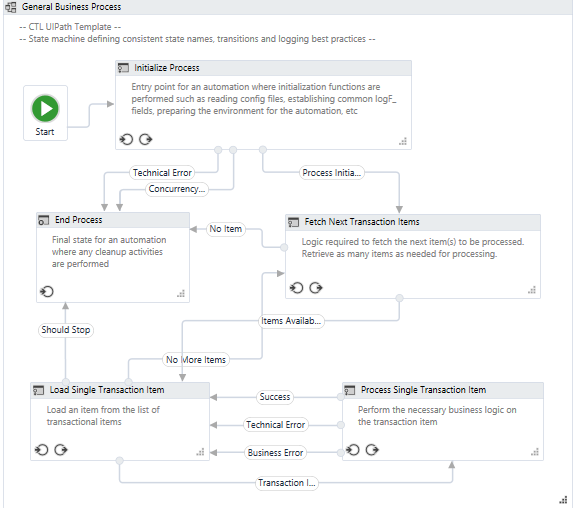 General Business Process
-- CTL UIPath Template --
-- State machine defining consistent state names, transitions and logging best practices --
Start
Initialize Process
Entry point for an automation where initialization functions are
performed such as reading config files, establishing common logF_
fields, preparing the environment for the automation, etc
Technical Error
Concurrency...
Process Initia...
End Process
Final state for an automation
where any cleanup activities
are performed
No Item
Fetch Next Transaction Items
Logic required to fetch the next item(s) to be processed.
Retrieve as many items as needed for processing.
Should Stop
Items Availab...
No More Items
Load Single Transaction Item
Load an item from the list of
transactional items
Success
Technical Error
Business Error
Process Single Transaction Item
Perform the necessary business logic on
the transaction item
Transaction I...